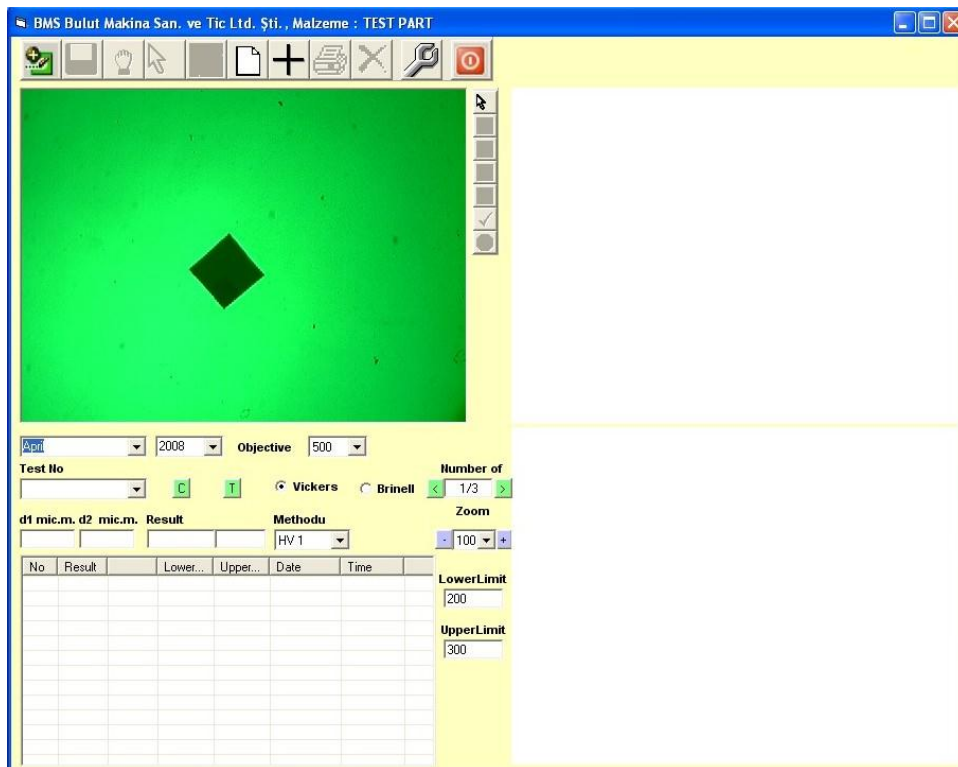 BMS Bulut Makina San. ve Tic Ltd. Şti., Malzeme : TEST PART
April 2008 Objective 500
Test No Number of
C T Vickers Brinell < 1/3 >
Zoom
d1 mic.m. d2 mic.m. Result Methodu
HV 1 - 100 +
No Result Lower... Upper... Date Time
LowerLimit
200
UpperLimit
300